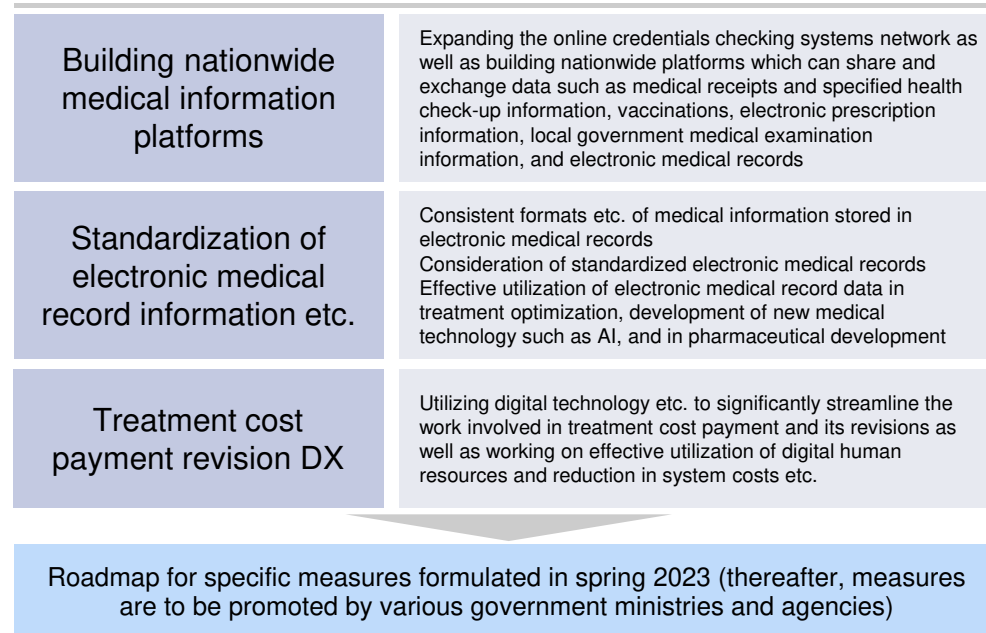 Building nationwide
medical information
platforms
Expanding the online credentials checking systems network as
well as building nationwide platforms which can share and
exchange data such as medical receipts and specified health
check-up information, vaccinations, electronic prescription
information, local government medical examination
information, and electronic medical records
Standardization of
electronic medical
record information etc.
Consistent formats etc. of medical information stored in
electronic medical records
Consideration of standardized electronic medical records
Effective utilization of electronic medical record data in
treatment optimization, development of new medical
technology such as AI, and in pharmaceutical development
Treatment cost
payment revision DX
Utilizing digital technology etc. to significantly streamline the
work involved in treatment cost payment and its revisions as
well as working on effective utilization of digital human
resources and reduction in system costs etc.
Roadmap for specific measures formulated in spring 2023 (thereafter, measures
are to be promoted by various government ministries and agencies)